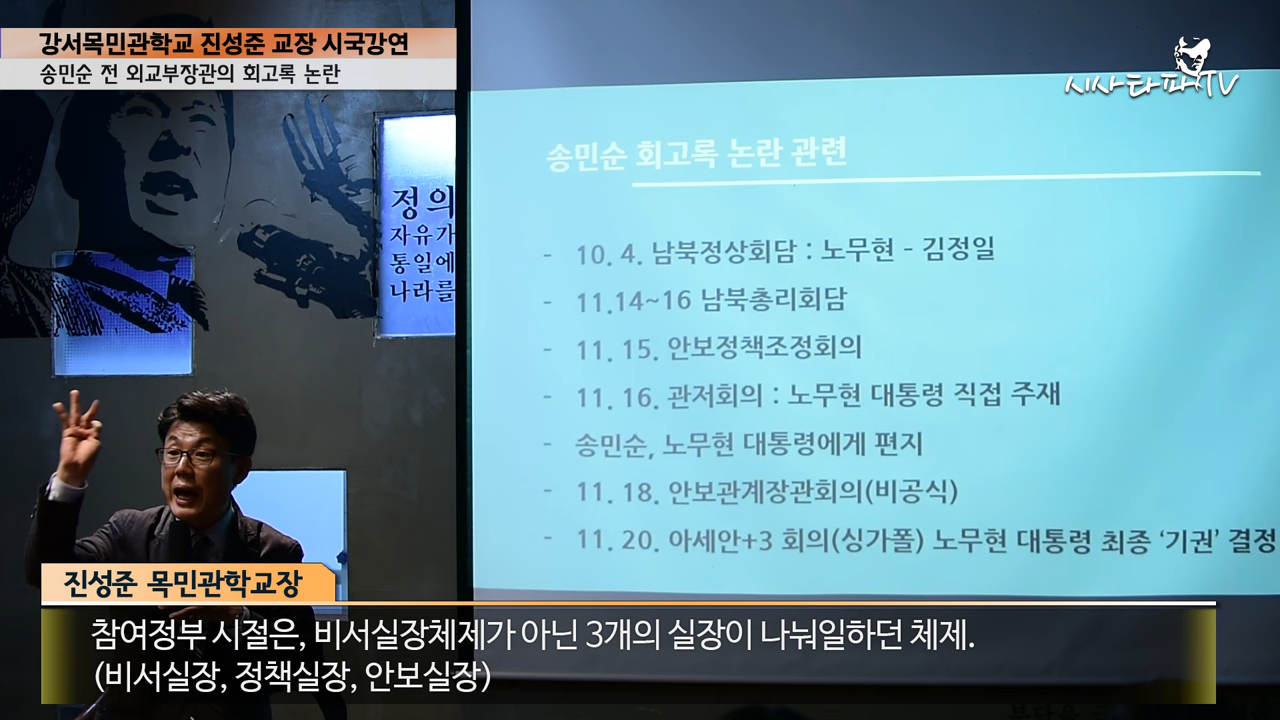 강서목민관학교 진성준 교장 시국강연
송민순 전 외교부장관의 회고록 논란
시사타파TV
정의
자유가
통일에
나라를
송민순 회고록 논란 관련
- 10. 4. 남북정상회담 : 노무현 – 김정일
- 11.14~16 남북총리회담
- 11. 15. 안보정책조정회의
- 11. 16. 관저회의 : 노무현 대통령 직접 주재
- 송민순, 노무현 대통령에게 편지
- 11. 18. 안보관계장관회의(비공식)
- 11. 20. 아세안+3 회의(싱가폴) 노무현 대통령 최종 ‘기권’ 결정
진성준 목민관학교장
참여정부 시절은, 비서실장체제가 아닌 3개의 실장이 나눠일하던 체제.
(비서실장, 정책실장, 안보실장)